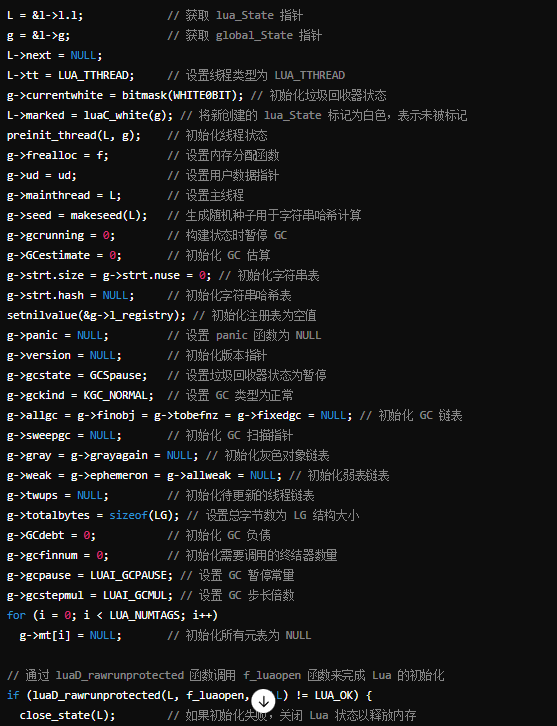 L = &l->l.l; // 获取 lua_State 指针
g = &l->g; // 获取 global_State 指针
L->next = NULL;
L->tt = LUA_TTHREAD; // 设置线程类型为 LUA_TTHREAD
g->currentwhite = bitmask(WHITE0BIT); // 初始化垃圾回收器状态
L->marked = luaC_white(g); // 将新创建的 lua_State 标记为白色，表示未被标记
preinit_thread(L, g); // 初始化线程状态
g->frealloc = f; // 设置内存分配函数
g->ud = ud; // 设置用户数据指针
g->mainthread = L; // 设置主线程
g->seed = makeseed(L); // 生成随机种子用于字符串哈希计算
g->gcrunning = 0; // 构建状态时暂停 GC
g->GCestimate = 0; // 初始化 GC 估算
g->strt.size = g->strt.nuse = 0; // 初始化字符串表
g->strt.hash = NULL; // 初始化字符串哈希表
setnilvalue(&g->l_registry); // 初始化注册表为空值
g->panic = NULL; // 设置 panic 函数为 NULL
g->version = NULL; // 初始化版本指针
g->gcstate = GCSpause; // 设置垃圾回收器状态为暂停
g->gckind = KGC_NORMAL; // 设置 GC 类型为正常
g->allgc = g->finobj = g->tobefnz = g->fixedgc = NULL; // 初始化 GC 链表
g->sweepgc = NULL; // 初始化 GC 扫描指针
g->gray = g->grayagain = NULL; // 初始化灰色对象链表
g->weak = g->ephemeron = g->allweak = NULL; // 初始化弱表链表
g->twups = NULL; // 初始化待更新的线程链表
g->totalbytes = sizeof(LG); // 设置总字节数为 LG 结构大小
g->GCdebt = 0; // 初始化 GC 负债
g->gcfinnum = 0; // 初始化需要调用的终结器数量
g->gcpause = LUAI_GCPAUSE; // 设置 GC 暂停常量
g->gcstepmul = LUAI_GCMUL; // 设置 GC 步长倍数
for (i = 0; i < LUA_NUMTAGS; i++)
g->mt[i] = NULL; // 初始化所有元表为 NULL
// 通过 luaD_rawrunprotected 函数调用 f_luaopen 函数来完成 Lua 的初始化
if (luaD_rawrunprotected(L, f_luaopen, L) != LUA_OK) {
close_state(L); // 如果初始化失败，关闭 Lua 状态以释放内存